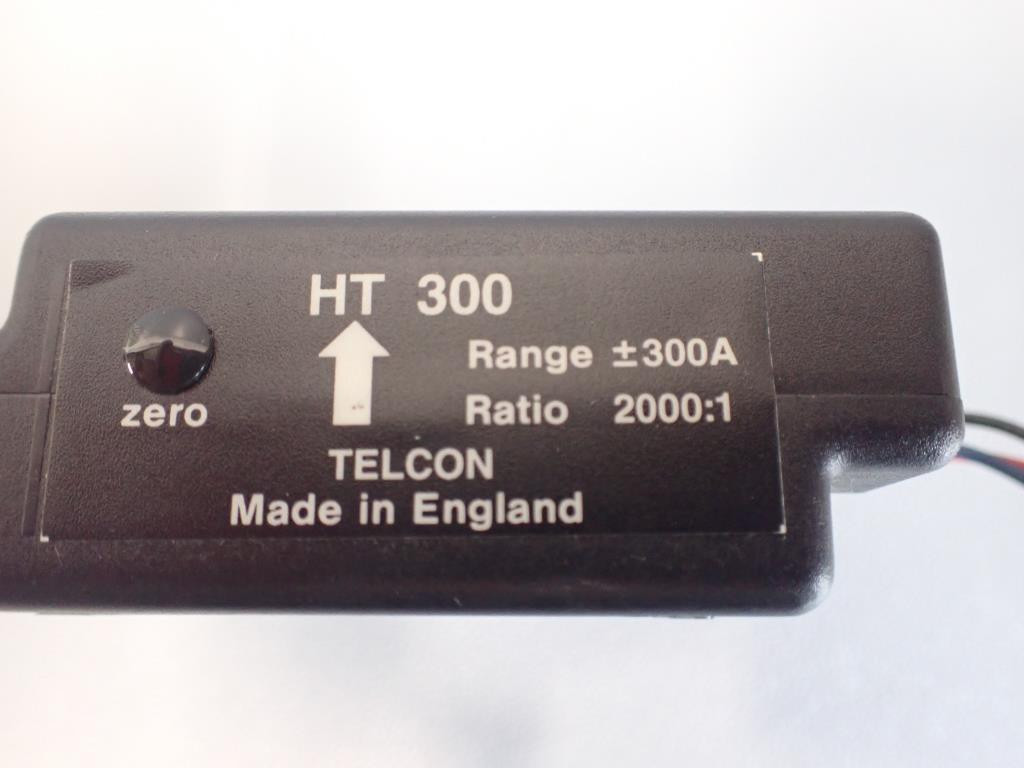 HT 300
Range ±300A
zero
Ratio 2000:1
TELCON
Made in England